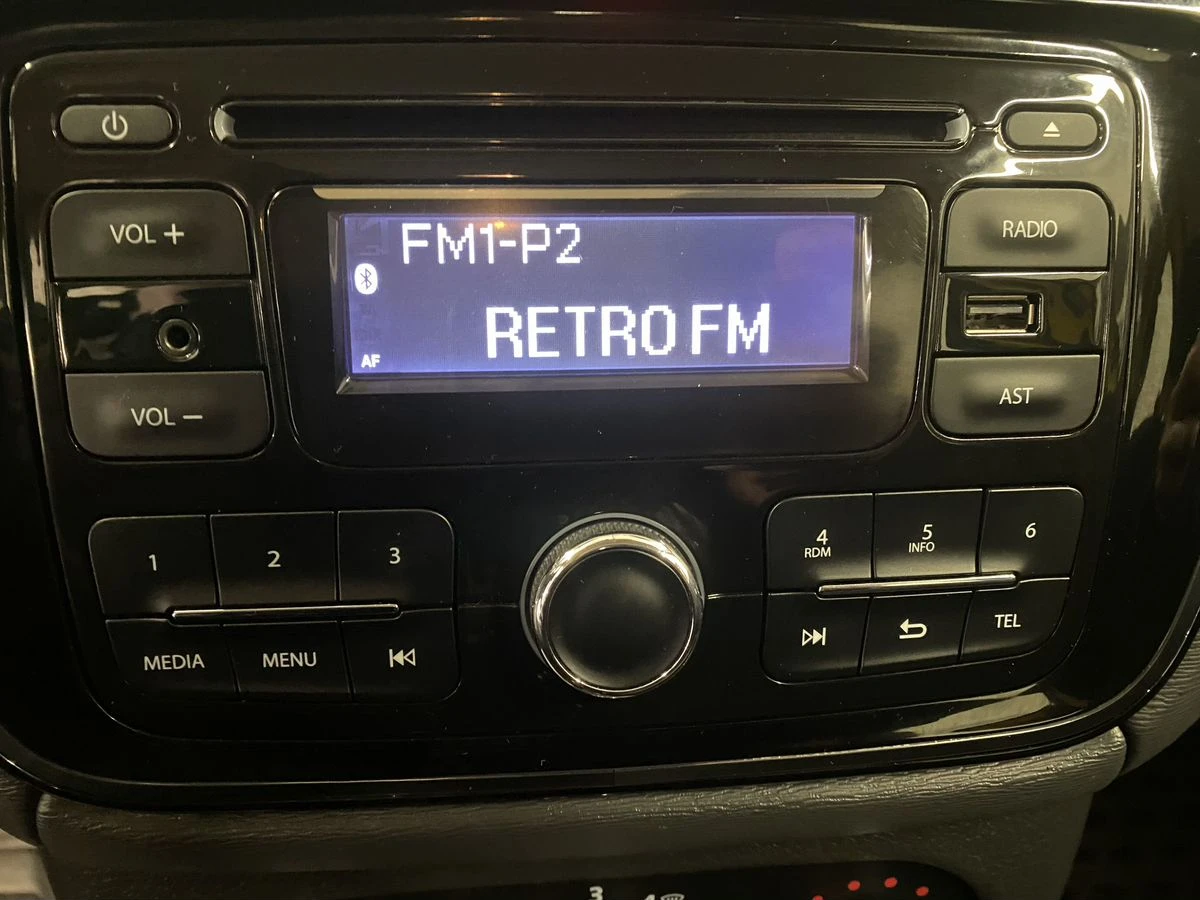 VOL +
FM1-P2
RETRO FM
AF
VOL −
RADIO
AST
1
2
3
MEDIA
MENU
4
RDM
5
INFO
6
TEL
3